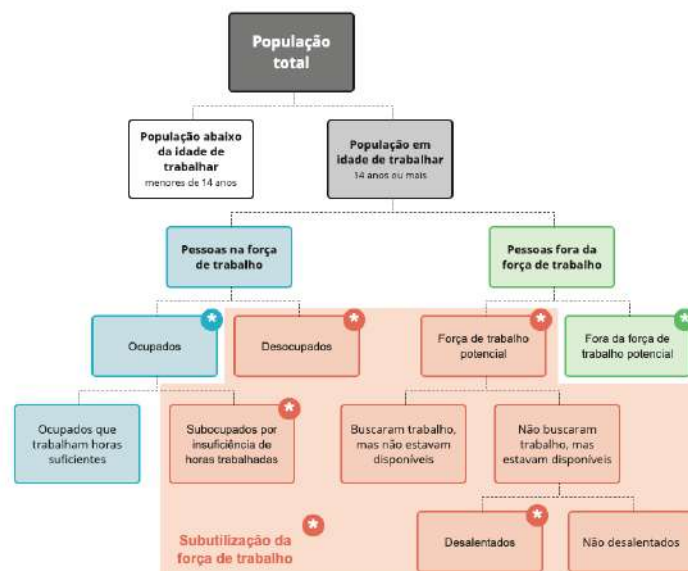 População
total
População abaixo
da idade de
trabalhar
menores de 14 anos
População em
idade de trabalhar
14 anos ou mais
Pessoas na força
de trabalho
Pessoas fora da
força de trabalho
*
Ocupados
*
Desocupados
*
Força de trabalho
potencial
*
Fora da força de
trabalho potencial
Ocupados que
trabalham horas
suficientes
*
Subocupados por
insuficiência de
horas trabalhadas
Buscaram trabalho,
mas não estavam
disponíveis
Não buscaram
trabalho, mas
estavam disponíveis
*
Subutilização da
força de trabalho
*
Desalentados
Não desalentados